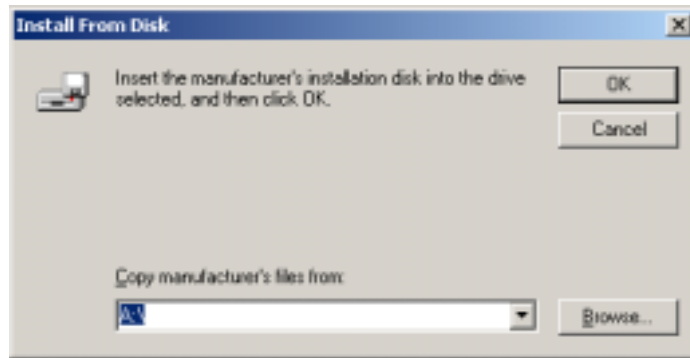 Install From Disk
Insert the manufacturer's installation disk into the drive
selected, and then click OK.
OK
Cancel
Copy manufacturer's files from:
A:\
Browse...